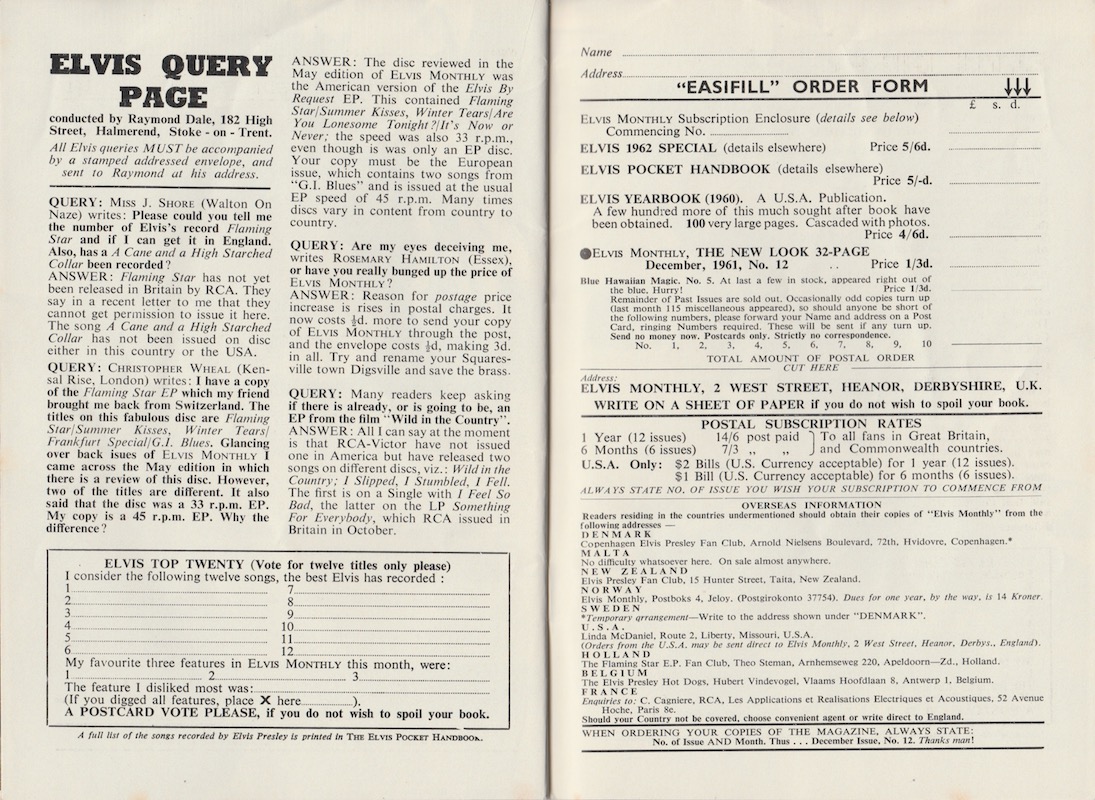 ELVIS QUERY
PAGE
conducted by Raymond Dale, 182 High
Street, Halmerend, Stoke - on - Trent.
All Elvis queries MUST be accompanied
by a stamped addressed envelope, and
sent to Raymond at his address.
QUERY: MISS J. SHORE (Walton On
Naze) writes: Please could you tell me
the number of Elvis's record Flaming
Star and if I can get it in England.
Also, has a A Cane and a High Starched
Collar been recorded?
ANSWER: Flaming Star has not yet
been released in Britain by RCA. They
say in a recent letter to me that they
cannot get permission to issue it here.
The song A Cane and a High Starched
Collar has not been issued on disc
either in this country or the USA.
QUERY: CHRISTOPHER WHEAL (Ken-
sal Rise, London) writes: I have a copy
of the Flaming Star EP which my friend
brought me back from Switzerland. The
titles on this fabulous disc are Flaming
Star/Summer Kisses, Winter Tears/
Frankfurt Special/G.I. Blues. Glancing
over back isues of ELVIS MONTHLY I
came across the May edition in which
there is a review of this disc. However,
two of the titles are different. It also
said that the disc was a 33 r.p.m. EP.
My copy is a 45 r.p.m. EP. Why the
difference?
ANSWER: The disc reviewed in the
May edition of ELVIS MONTHLY was
the American version of the Elvis By
Request EP. This contained Flaming
Star/Summer Kisses, Winter Tears/Are
You Lonesome Tonight?/It's Now or
Never; the speed was also 33 r.p.m.,
even though is was only an EP disc.
Your copy must be the European
issue, which contains two songs from
"G.I. Blues" and is issued at the usual
EP speed of 45 r.p.m. Many times
discs vary in content from country to
country.
QUERY: Are my eyes deceiving me,
writes ROSEMARY HAMILTON (Essex),
or have you really bunged up the price of
ELVIS MONTHLY?
ANSWER: Reason for postage price
increase is rises in postal charges. It
now costs ½d. more to send your copy
of ELVIS MONTHLY through the post,
and the envelope costs ½d, making 3d.
in all. Try and rename your Squares-
ville town Digsville and save the brass.
QUERY: Many readers keep asking
if there is already, or is going to be, an
EP from the film "Wild in the Country".
ANSWER: All I can say at the moment
is that RCA-Victor have not issued
one in America but have released two
songs on different discs, viz.: Wild in the
Country; I Slipped, I Stumbled, I Fell.
The first is on a Single with I Feel So
Bad, the latter on the LP Something
For Everybody, which RCA issued in
Britain in October.
ELVIS TOP TWENTY (Vote for twelve titles only please)
I consider the following twelve songs, the best Elvis has recorded :
1 7
2 8
3 9
4 10
5 11
6 12
My favourite three features in ELVIS MONTHLY this month, were:
1 2 3
The feature I disliked most was:
(If you digged all features, place X here ).
A POSTCARD VOTE PLEASE, if you do not wish to spoil your book.
A full list of the songs recorded by Elvis Presley is printed in THE ELVIS POCKET HANDBOOK.
Name
Address
"EASIFILL" ORDER FORM
£ s. d.
ELVIS MONTHLY Subscription Enclosure (details see below)
Commencing No.
ELVIS 1962 SPECIAL (details elsewhere) Price 5/6d.
ELVIS POCKET HANDBOOK (details elsewhere)
Price 5/-d.
ELVIS YEARBOOK (1960). A U.S.A. Publication.
A few hundred more of this much sought after book have
been obtained. 100 very large pages. Cascaded with photos.
Price 4/6d.
ELVIS MONTHLY, THE NEW LOOK 32-PAGE
December, 1961, No. 12 .. Price 1/3d.
Blue Hawaiian Magic. No. 5. At last a few in stock, appeared right out of
the blue. Hurry! Price 1/3d.
Remainder of Past Issues are sold out. Occasionally odd copies turn up
(last month 115 miscellaneous appeared), so should anyone be short of
the following numbers, please forward your Name and address on a Post
Card, ringing Numbers required. These will be sent if any turn up.
Send no money now. Postcards only. Strictly no correspondence.
No. 1, 2, 3, 4, 5, 6, 7, 8, 9, 10
TOTAL AMOUNT OF POSTAL ORDER
CUT HERE
Address:
ELVIS MONTHLY, 2 WEST STREET, HEANOR, DERBYSHIRE, U.K.
WRITE ON A SHEET OF PAPER if you do not wish to spoil your book.
POSTAL SUBSCRIPTION RATES
1 Year (12 issues) 14/6 post paid } To all fans in Great Britain,
6 Months (6 issues) 7/3 „ „ } and Commonwealth countries.
U.S.A. Only: $2 Bills (U.S. Currency acceptable) for 1 year (12 issues).
$1 Bill (U.S. Currency acceptable) for 6 months (6 issues).
ALWAYS STATE NO. OF ISSUE YOU WISH YOUR SUBSCRIPTION TO COMMENCE FROM
OVERSEAS INFORMATION
Readers residing in the countries undermentioned should obtain their copies of "Elvis Monthly" from the
following addresses —
DENMARK
Copenhagen Elvis Presley Fan Club, Arnold Nielsens Boulevard, 72th, Hvidovre, Copenhagen.*
MALTA
No difficulty whatsoever here. On sale almost anywhere.
NEW ZEALAND
Elvis Presley Fan Club, 15 Hunter Street, Taita, New Zealand.
NORWAY
Elvis Monthly, Postboks 4, Jeloy. (Postgirokonto 37754). Dues for one year, by the way, is 14 Kroner.
SWEDEN
*Temporary arrangement—Write to the address shown under "DENMARK".
U.S.A.
Linda McDaniel, Route 2, Liberty, Missouri, U.S.A.
(Orders from the U.S.A. may be sent direct to Elvis Monthly, 2 West Street, Heanor, Derbys., England).
HOLLAND
The Flaming Star E.P. Fan Club, Theo Steman, Arnhemseweg 220, Apeldoorn—Zd., Holland.
BELGIUM
The Elvis Presley Hot Dogs, Hubert Vindevogel, Vlaams Hoofdlaan 8, Antwerp 1, Belgium.
FRANCE
Enquiries to: C. Cagniere, RCA, Les Applications et Realisations Electriques et Acoustiques, 52 Avenue
Hoche, Paris 8e.
Should your Country not be covered, choose convenient agent or write direct to England.
WHEN ORDERING YOUR COPIES OF THE MAGAZINE, ALWAYS STATE:
No. of Issue AND Month. Thus . . . December Issue, No. 12. Thanks man!